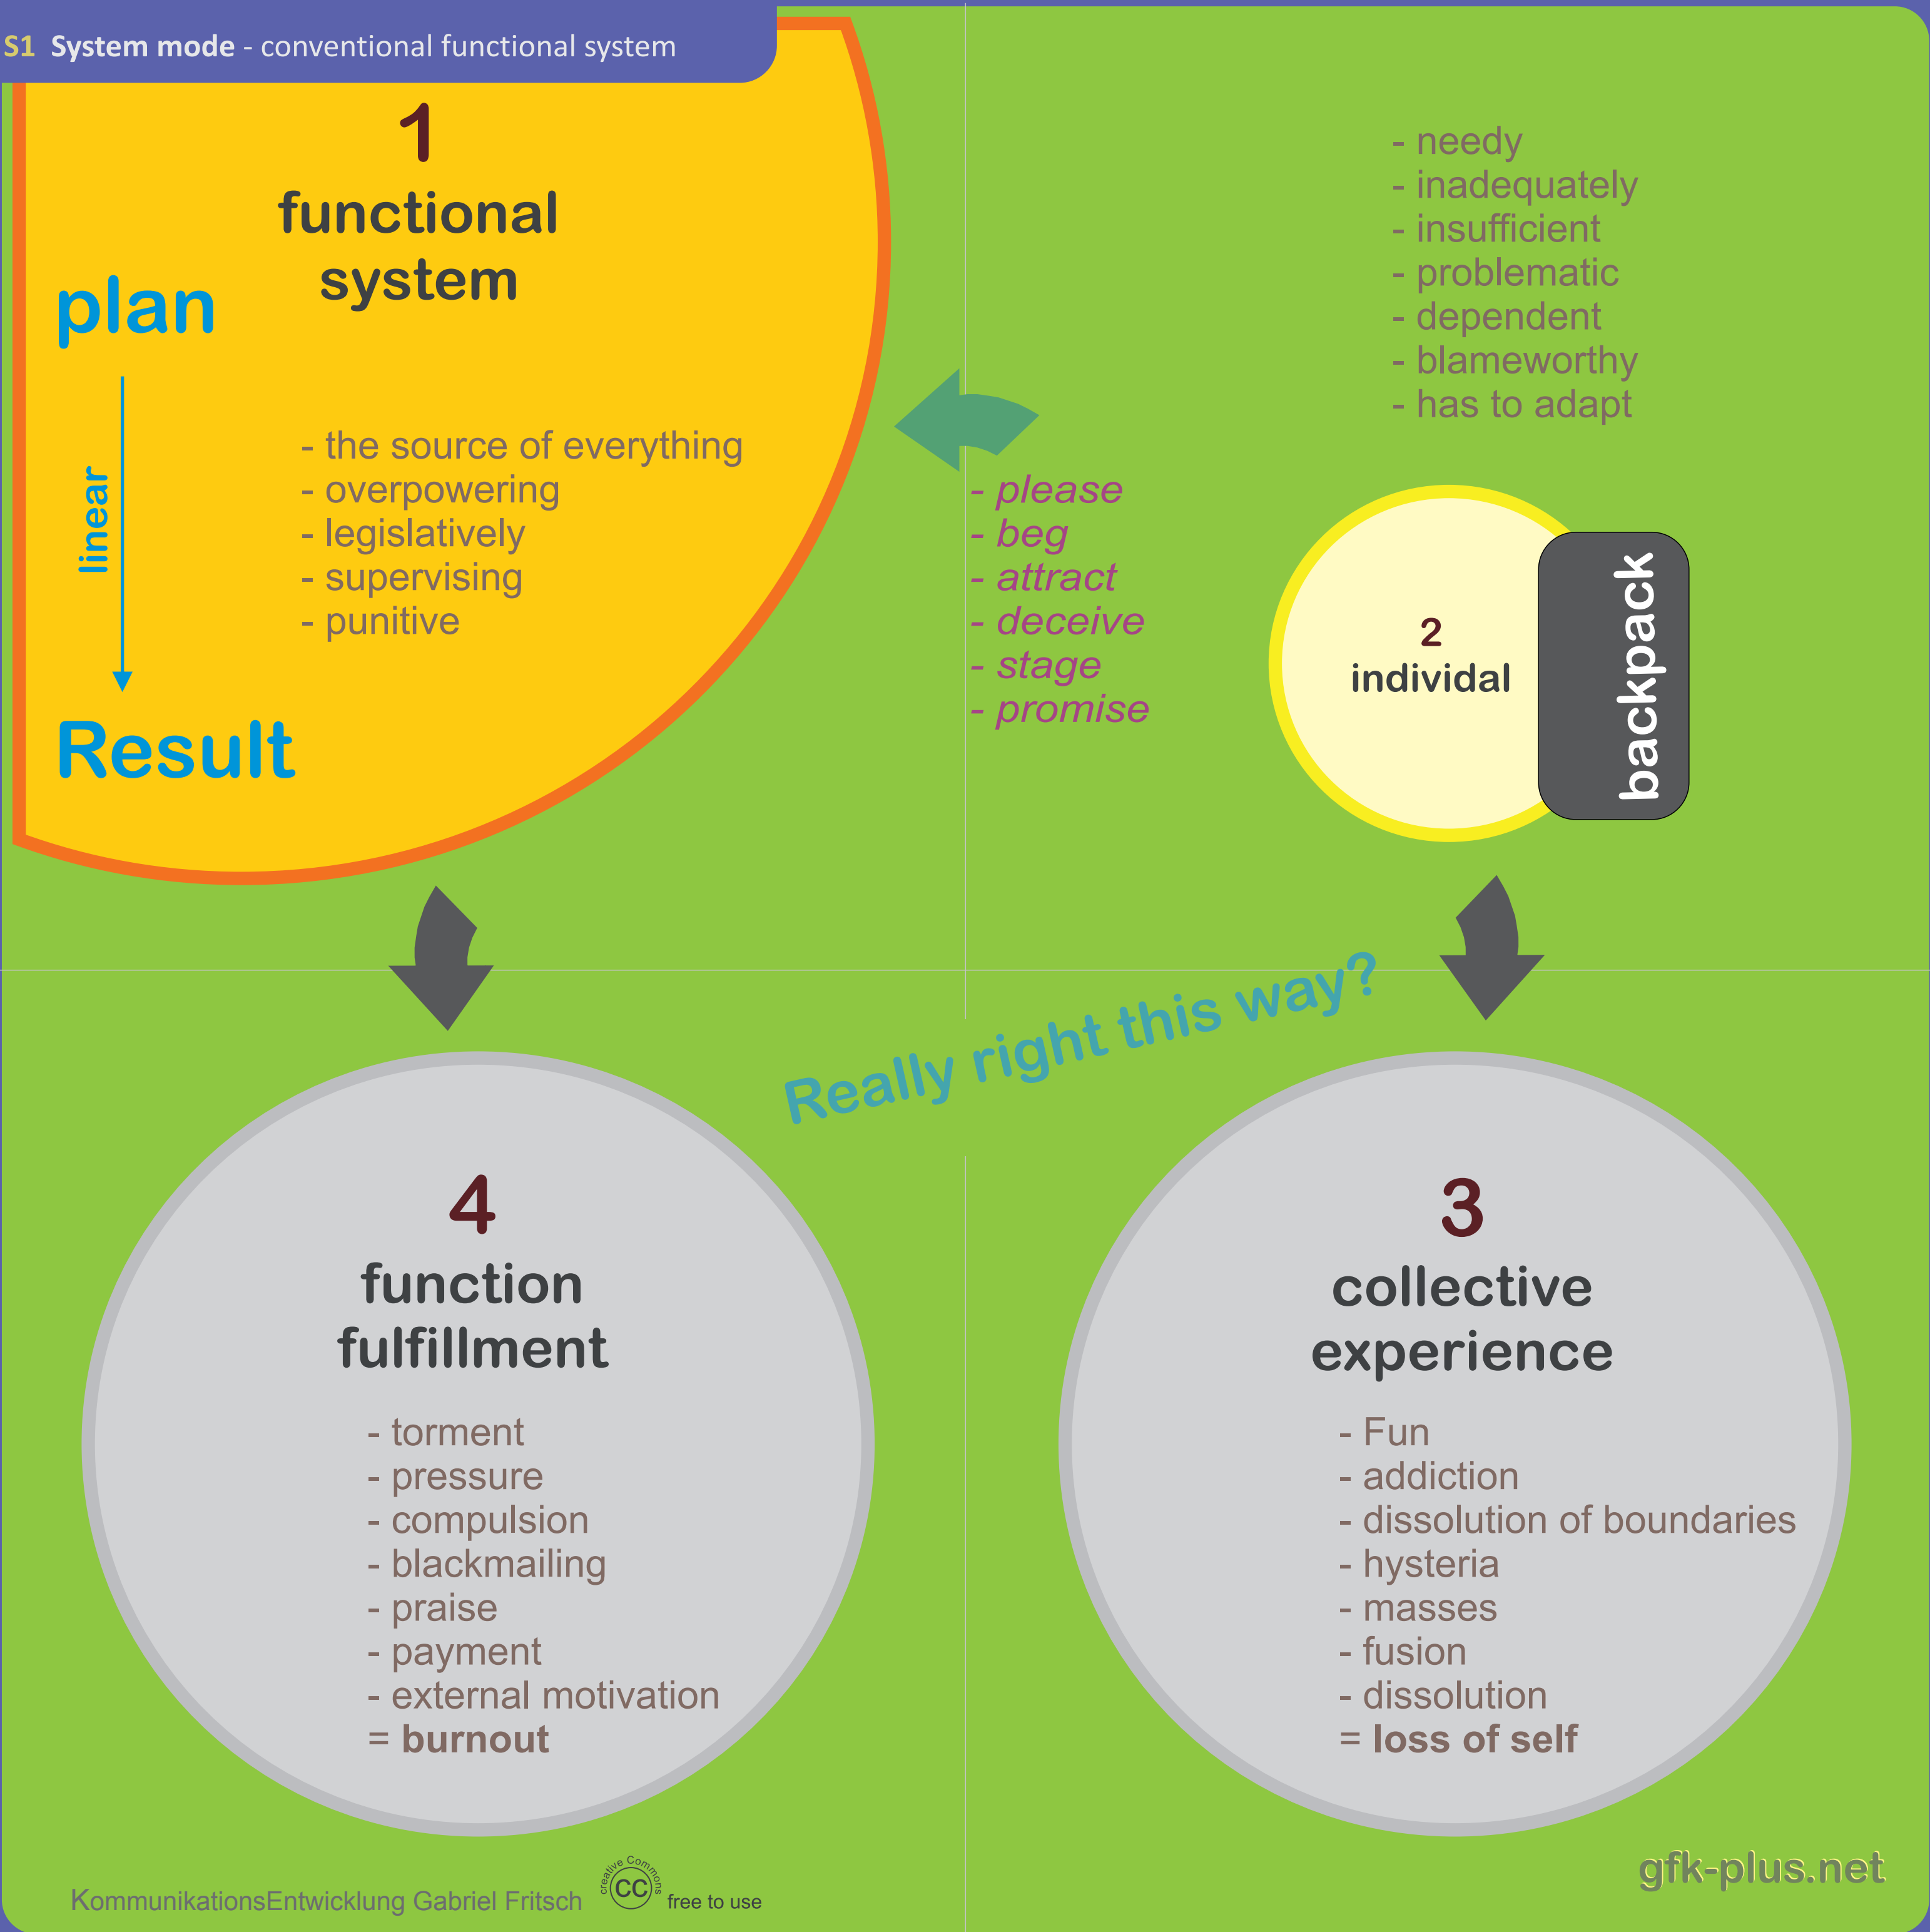 S1 System mode - conventional functional system
1
functional
system
plan
linear
Result
- the source of everything
- overpowering
- legislatively
- supervising
- punitive
- please
- beg
- attract
- deceive
- stage
- promise
- needy
- inadequately
- insufficient
- problematic
- dependent
- blameworthy
- has to adapt
2
individal
backpack
Really right this way?
4
function
fulfillment
- torment
- pressure
- compulsion
- blackmailing
- praise
- payment
- external motivation
= burnout
3
collective
experience
- Fun
- addiction
- dissolution of boundaries
- hysteria
- masses
- fusion
- dissolution
= loss of self
KommunikationsEntwicklung Gabriel Fritsch
creative Commons
CC
free to use
gfk-plus.net